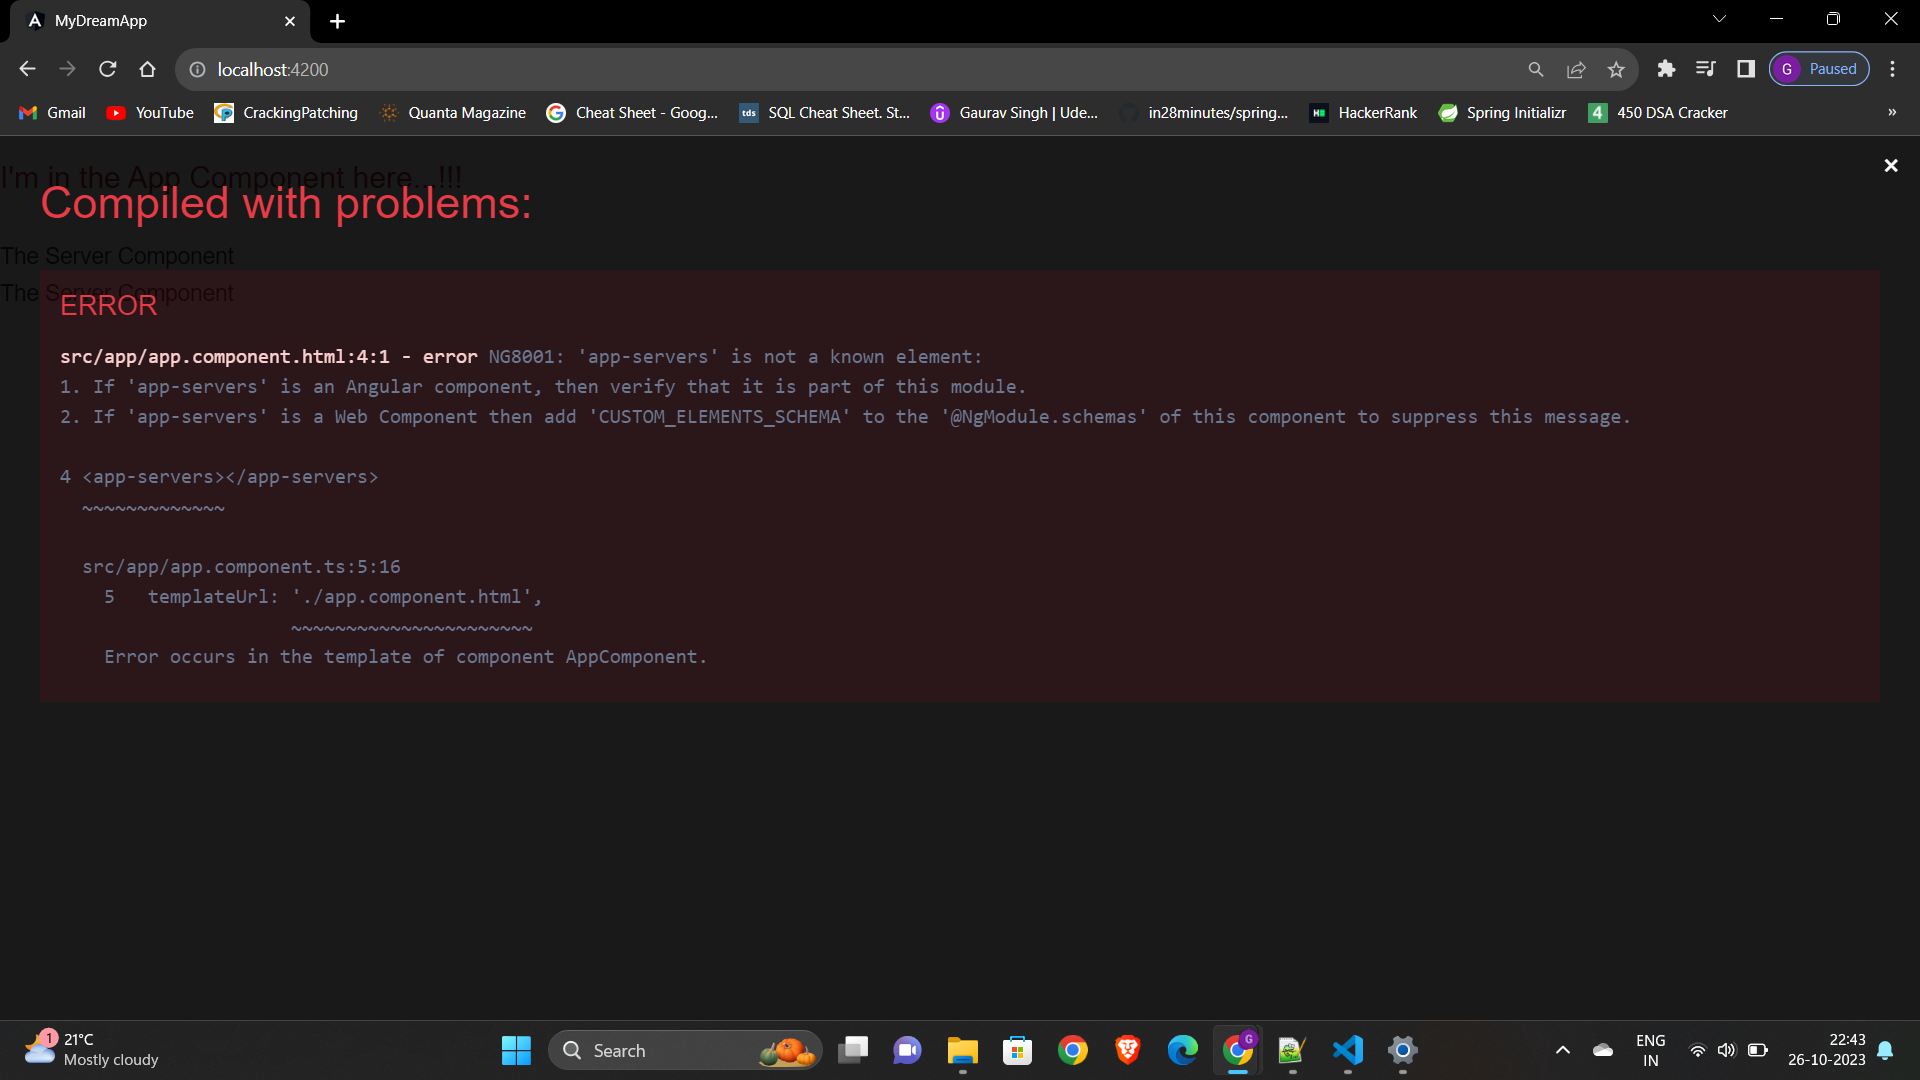 MyDreamApp
localhost:4200
G Paused
Gmail YouTube CrackingPatching Quanta Magazine Cheat Sheet - Goog... tds SQL Cheat Sheet. St... Gaurav Singh | Ude... in28minutes/spring... HackerRank Spring Initializr 4 450 DSA Cracker »
I'm in the App Component here...!!!
Compiled with problems:
The Server Component
The Server Component
ERROR
src/app/app.component.html:4:1 - error NG8001: 'app-servers' is not a known element:
1. If 'app-servers' is an Angular component, then verify that it is part of this module.
2. If 'app-servers' is a Web Component then add 'CUSTOM_ELEMENTS_SCHEMA' to the '@NgModule.schemas' of this component to suppress this message.
4 <app-servers></app-servers>
~~~~~~~~~~~~~
src/app/app.component.ts:5:16
5 templateUrl: './app.component.html',
~~~~~~~~~~~~~~~~~~~~~~
Error occurs in the template of component AppComponent.
1 21°C
Mostly cloudy
Search
G
ENG
IN
22:43
26-10-2023